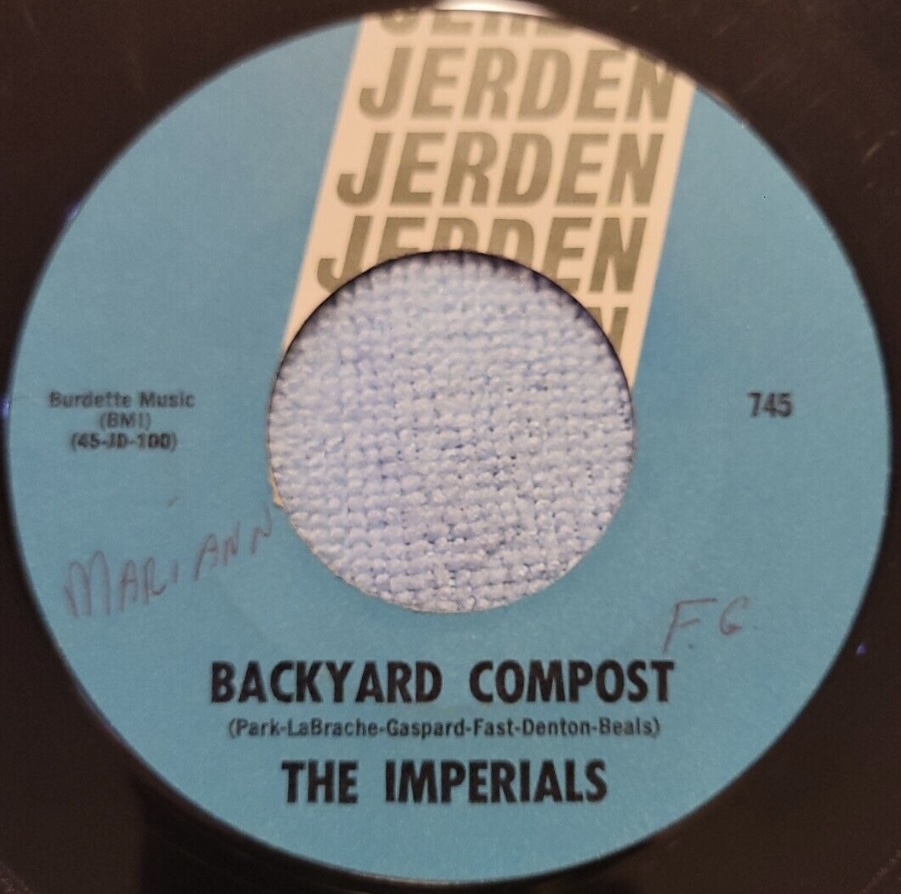 JERDEN
JERDEN
JERDEN
JERDEN
Burdette Music
(BMI)
(45-JD-100)
745
MARIANN
F.G.
BACKYARD COMPOST
(Park-LaBrache-Gaspard-Fast-Denton-Beals)
THE IMPERIALS